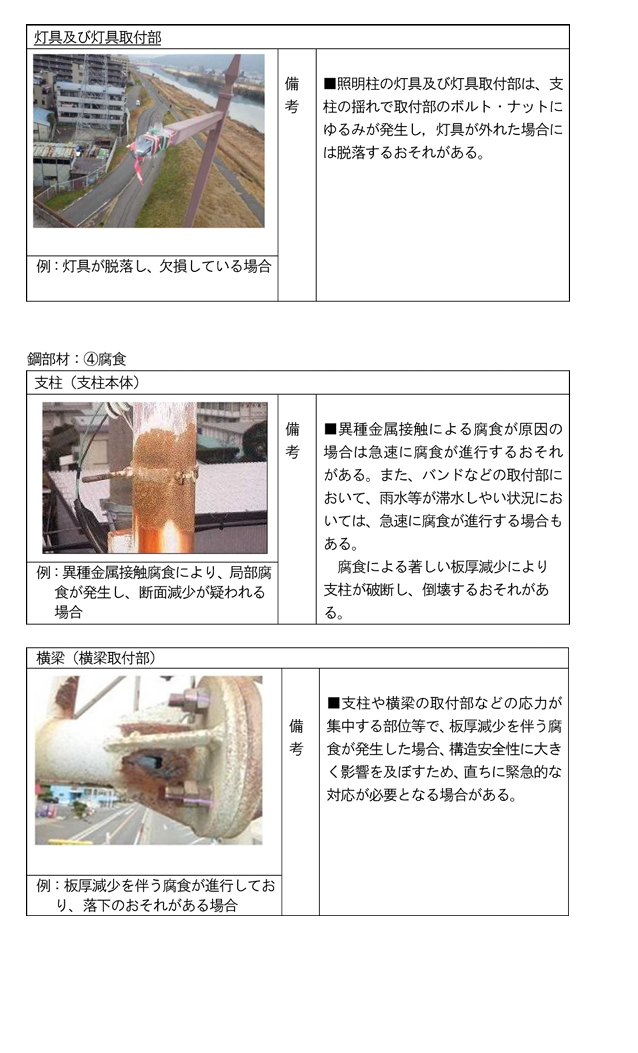 灯具及び灯具取付部
備考
■照明柱の灯具及び灯具取付部は、支
柱の揺れで取付部のボルト・ナットに
ゆるみが発生し，灯具が外れた場合に
は脱落するおそれがある。
例：灯具が脱落し、欠損している場合
鋼部材：④腐食
支柱（支柱本体）
備考
■異種金属接触による腐食が原因の
場合は急速に腐食が進行するおそれ
がある。また、バンドなどの取付部に
おいて、雨水等が滞水しやい状況にお
いては、急速に腐食が進行する場合も
ある。
腐食による著しい板厚減少により
支柱が破断し、倒壊するおそれがあ
る。
例：異種金属接触腐食により、局部腐
食が発生し、断面減少が疑われる
場合
横梁（横梁取付部）
備考
■支柱や横梁の取付部などの応力が
集中する部位等で、板厚減少を伴う腐
食が発生した場合、構造安全性に大き
く影響を及ぼすため、直ちに緊急的な
対応が必要となる場合がある。
例：板厚減少を伴う腐食が進行してお
り、落下のおそれがある場合